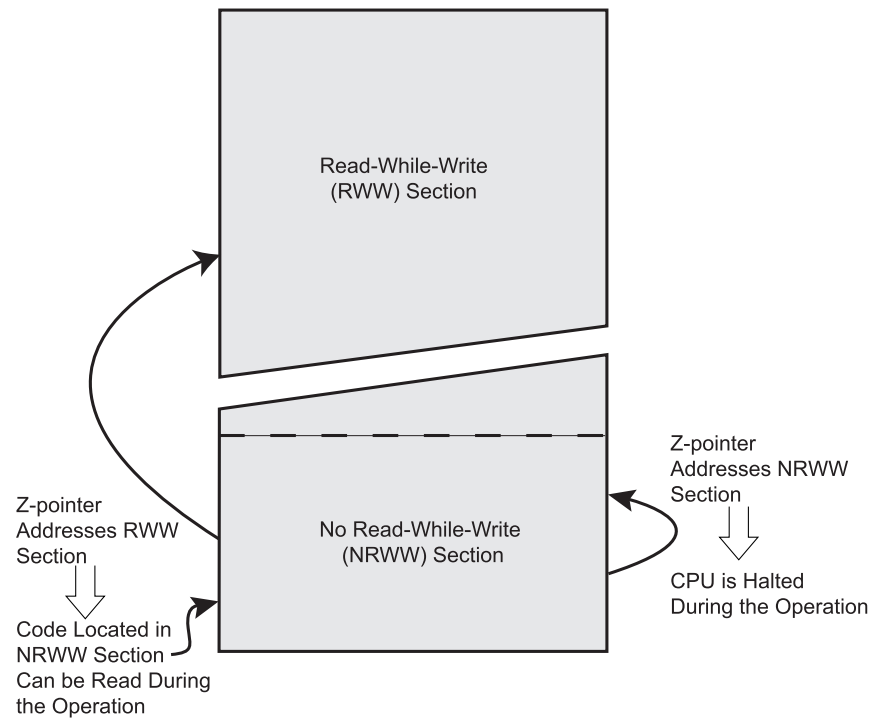 Read-While-Write
(RWW) Section
Z-pointer
Addresses NRWW
Section
CPU is Halted
During the Operation
Z-pointer
Addresses RWW
Section
Code Located in
NRWW Section
Can be Read During
the Operation
No Read-While-Write
(NRWW) Section